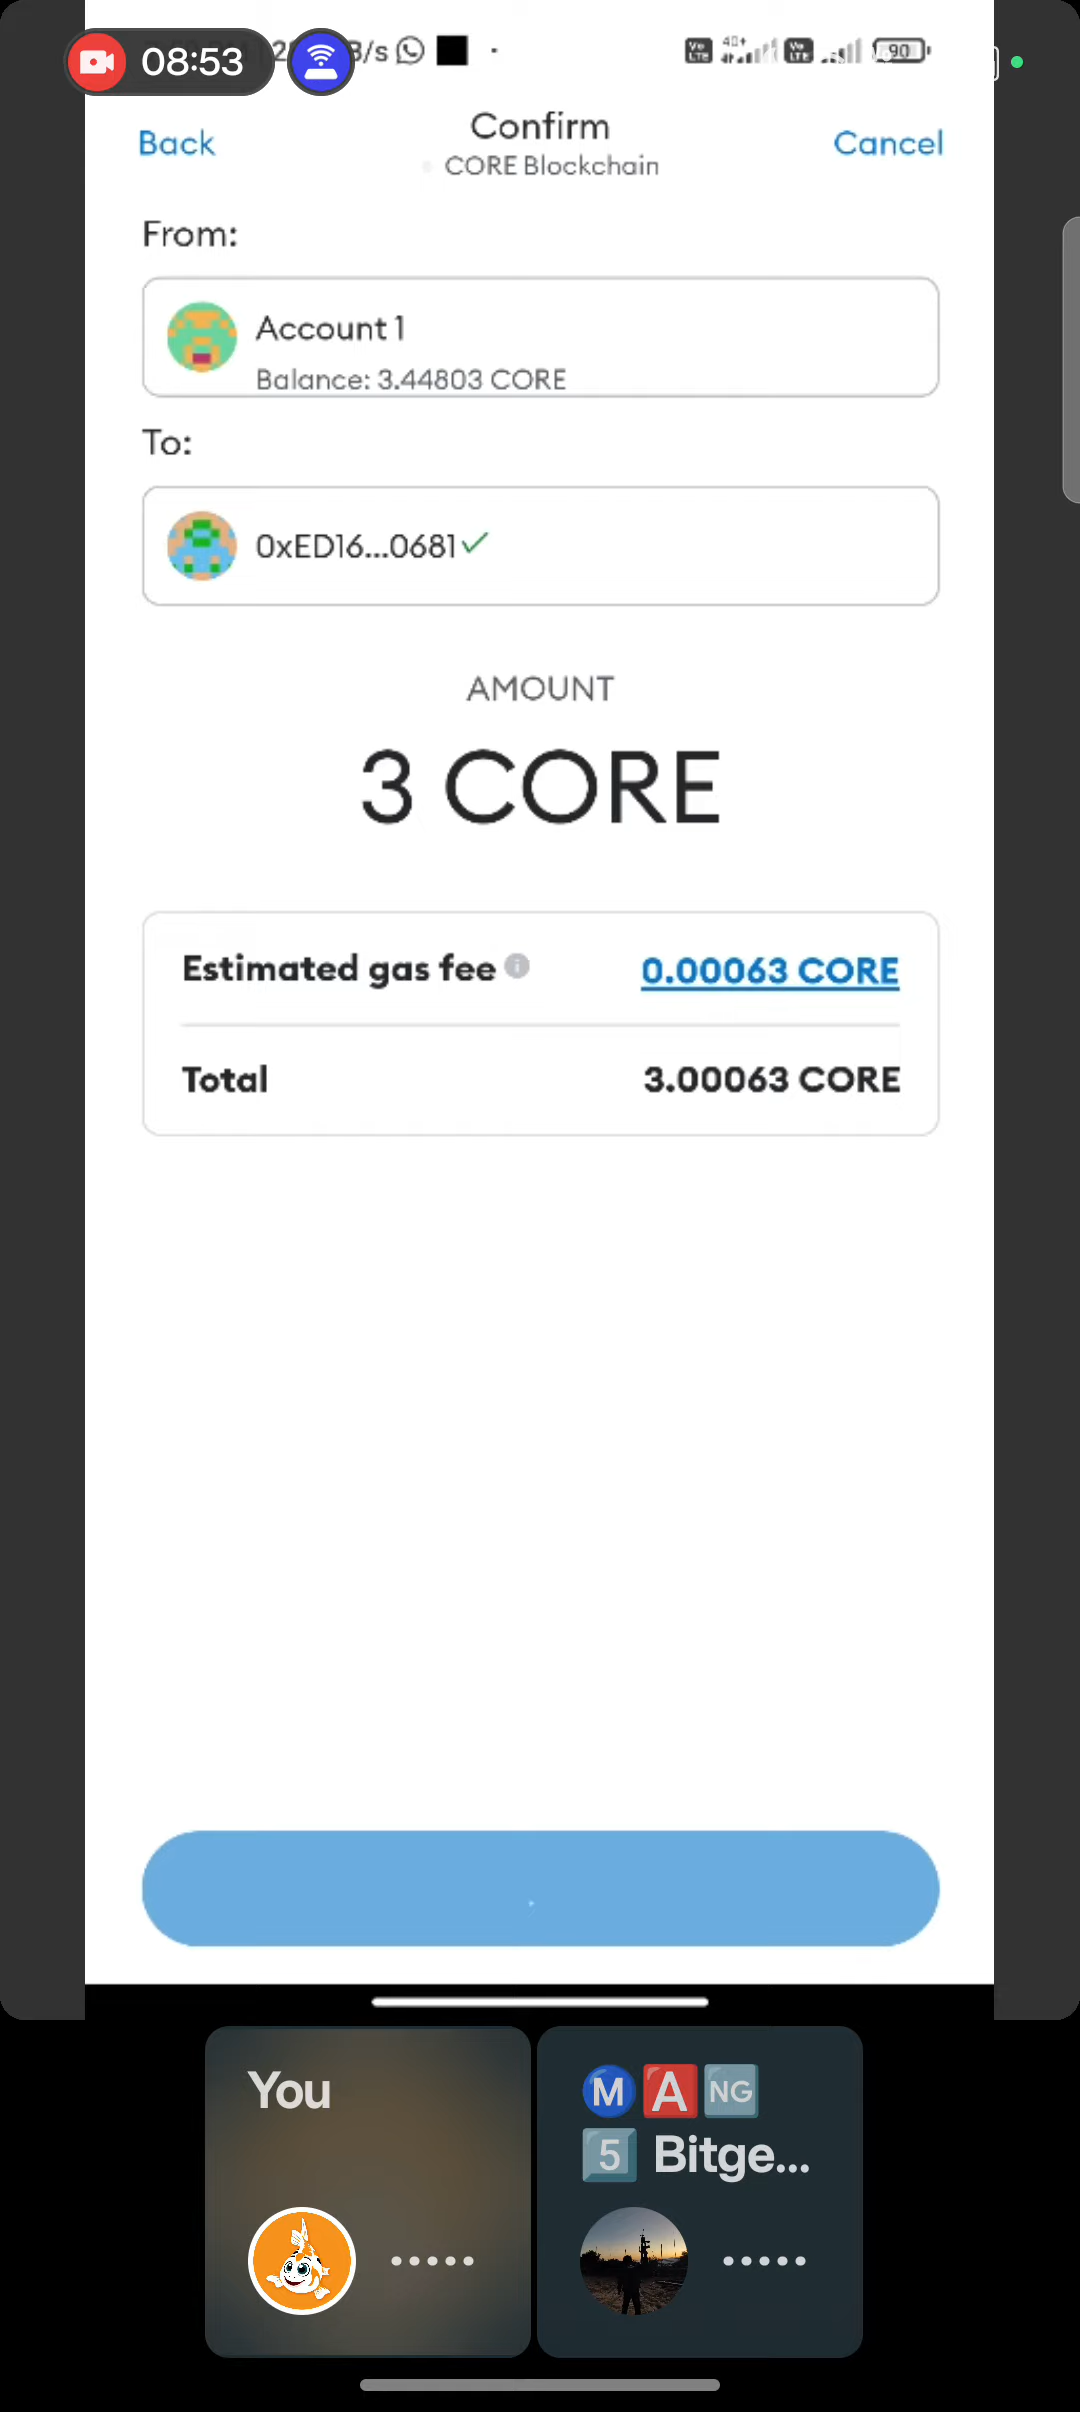 08:53
B/s
90
Back
Confirm
Cancel
CORE Blockchain
From:
Account 1
Balance: 3.44803 CORE
To:
0xED16...0681
AMOUNT
3 CORE
Estimated gas fee
0.00063 CORE
Total
3.00063 CORE
You
Ⓜ️🅰️🆖
5️⃣ Bitge...